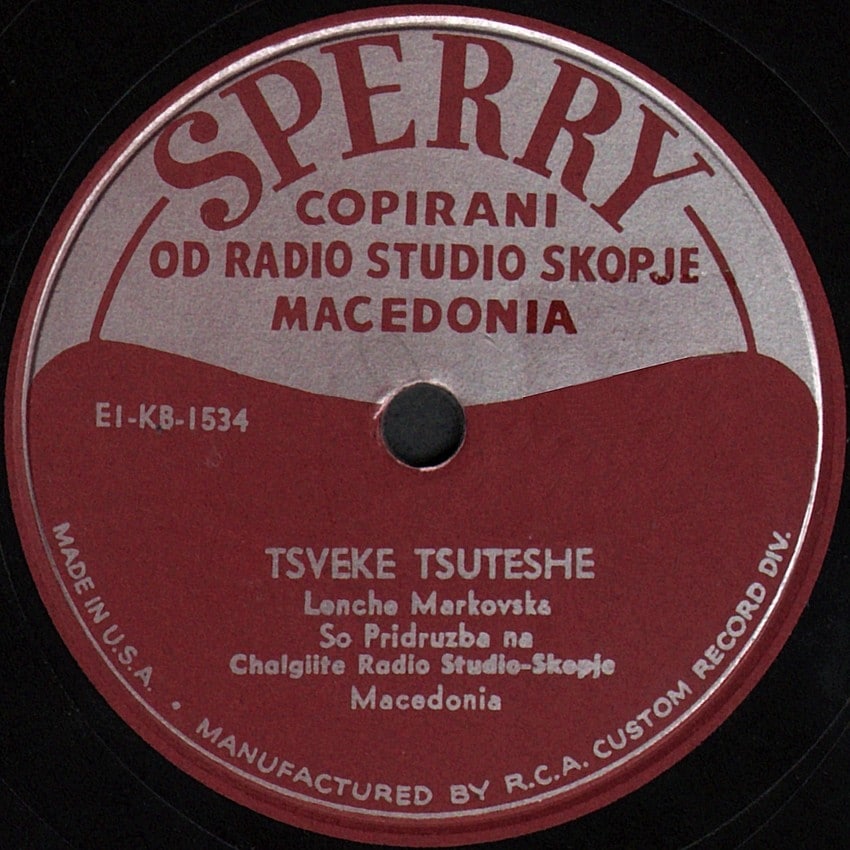 SPERRY
COPIRANI
OD RADIO STUDIO SKOPJE
MACEDONIA
E1-KB-1534
TSVEKE TSUTESHE
Lenche Markovska
So Pridruzba na
Chalgiite Radio Studio-Skopje
Macedonia
MADE IN U.S.A. • MANUFACTURED BY R.C.A. CUSTOM RECORD DIV.